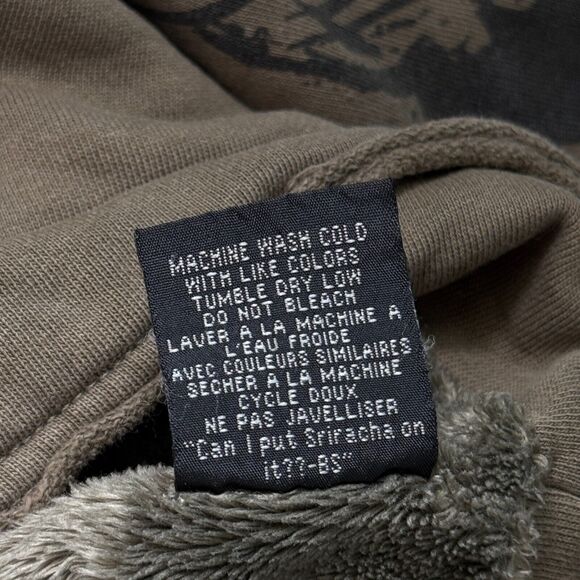 MACHINE WASH COLD
WITH LIKE COLORS
TUMBLE DRY LOW
DO NOT BLEACH
LAVER A LA MACHINE A
L'EAU FROIDE
AVEC COULEURS SIMILAIRES
SECHER A LA MACHINE
CYCLE DOUX
NE PAS JAVELLISER
"Can I put Sriracha on
it??-BS"